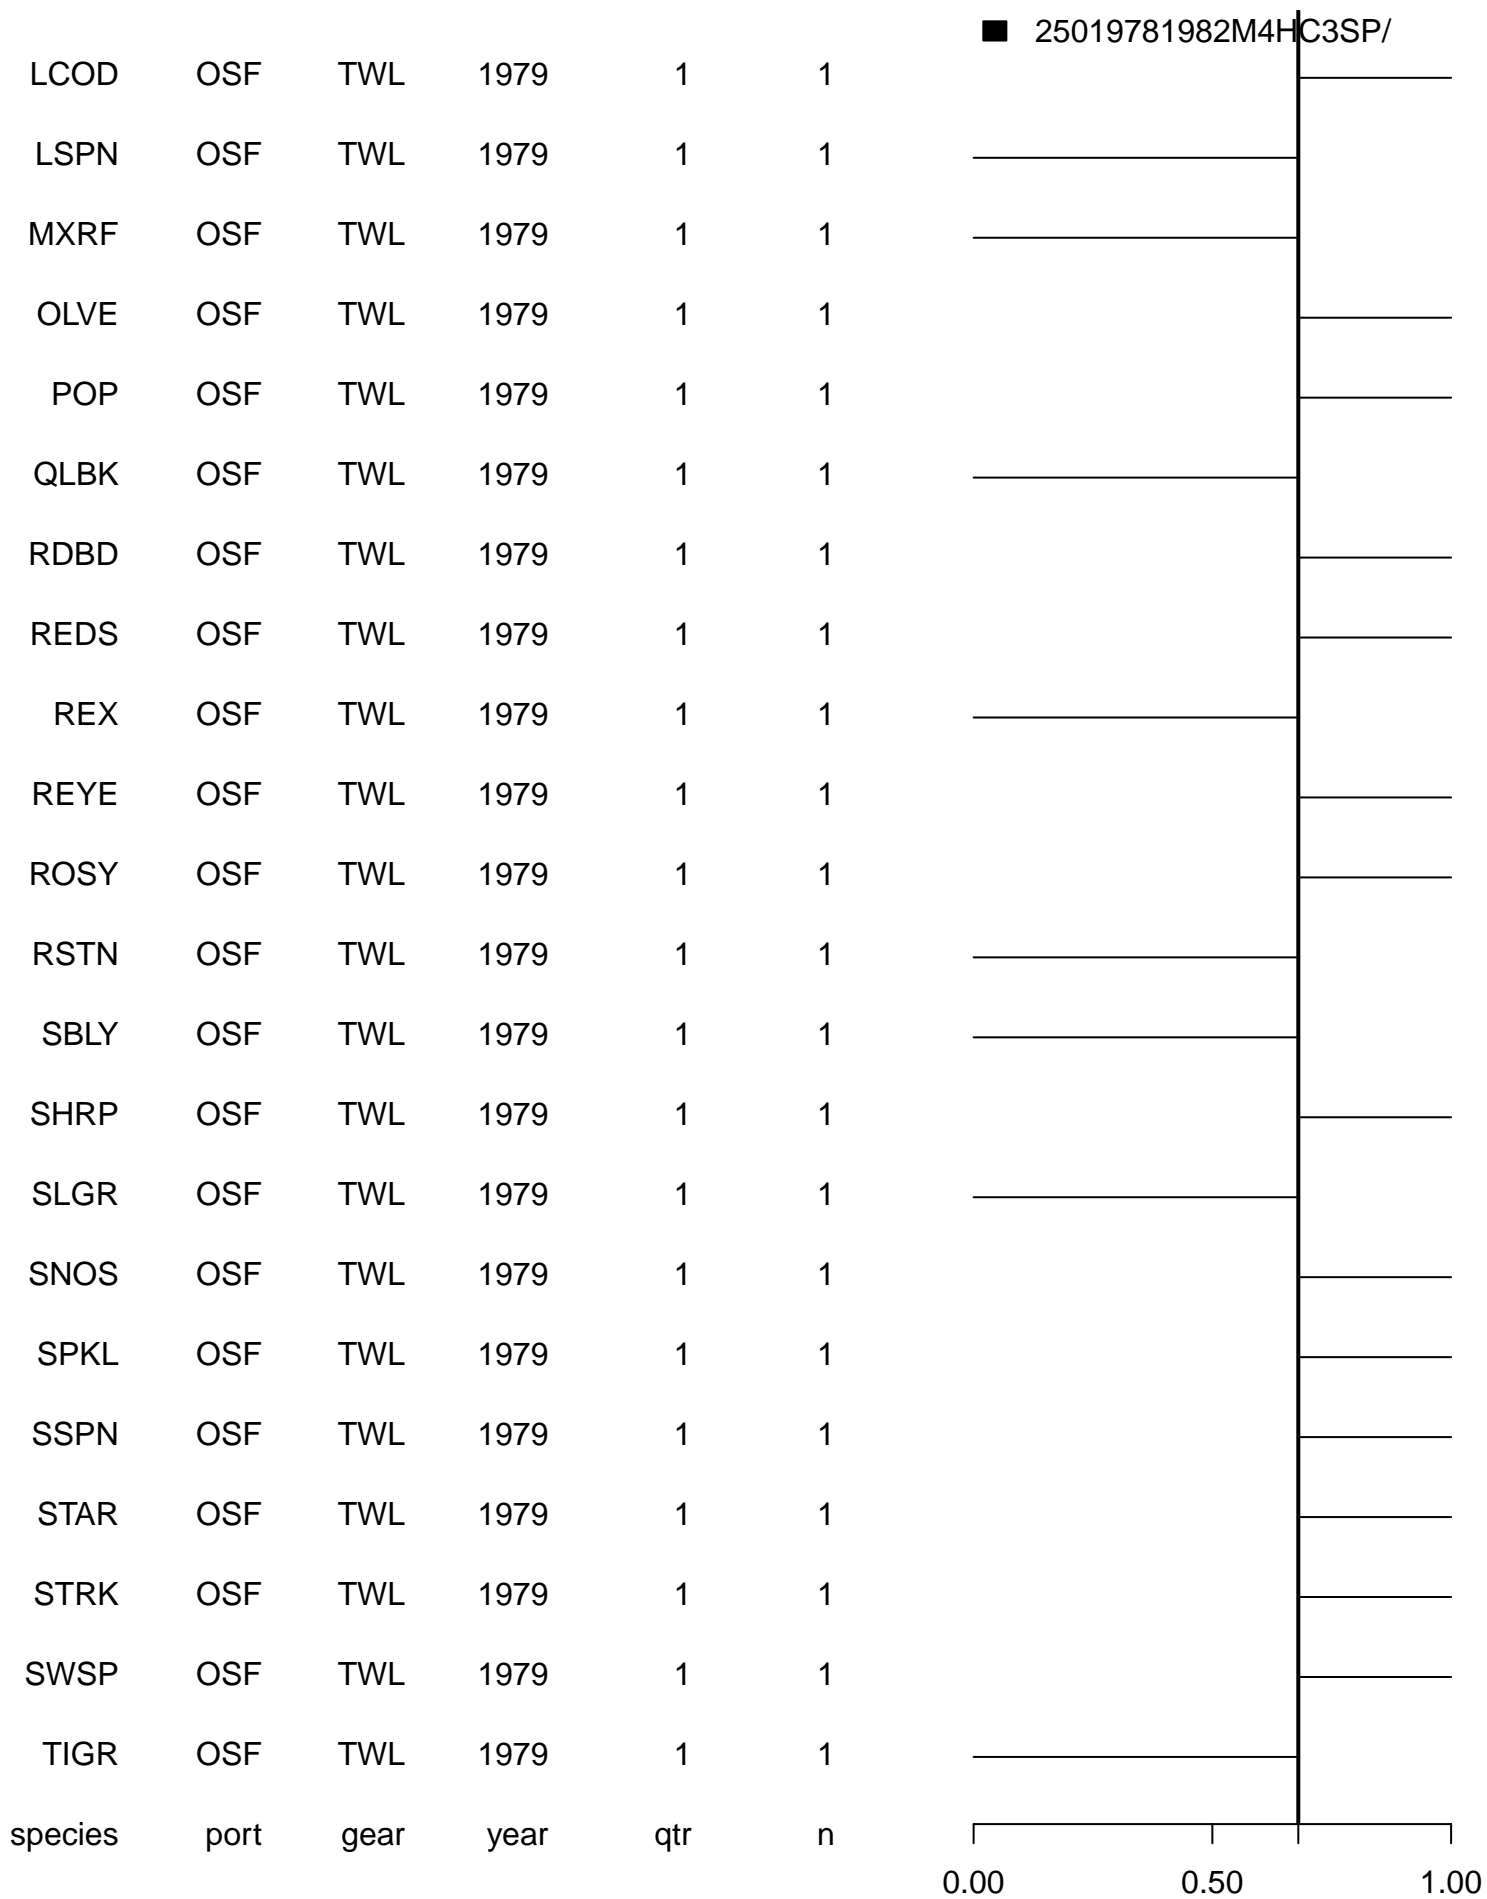 25019781982M4HC3SP/
LCOD OSF TWL 1979 1 1
LSPN OSF TWL 1979 1 1
MXRF OSF TWL 1979 1 1
OLVE OSF TWL 1979 1 1
POP OSF TWL 1979 1 1
QLBK OSF TWL 1979 1 1
RDBD OSF TWL 1979 1 1
REDS OSF TWL 1979 1 1
REX OSF TWL 1979 1 1
REYE OSF TWL 1979 1 1
ROSY OSF TWL 1979 1 1
RSTN OSF TWL 1979 1 1
SBLY OSF TWL 1979 1 1
SHRP OSF TWL 1979 1 1
SLGR OSF TWL 1979 1 1
SNOS OSF TWL 1979 1 1
SPKL OSF TWL 1979 1 1
SSPN OSF TWL 1979 1 1
STAR OSF TWL 1979 1 1
STRK OSF TWL 1979 1 1
SWSP OSF TWL 1979 1 1
TIGR OSF TWL 1979 1 1
species port gear year qtr n
0.00 0.50 1.00